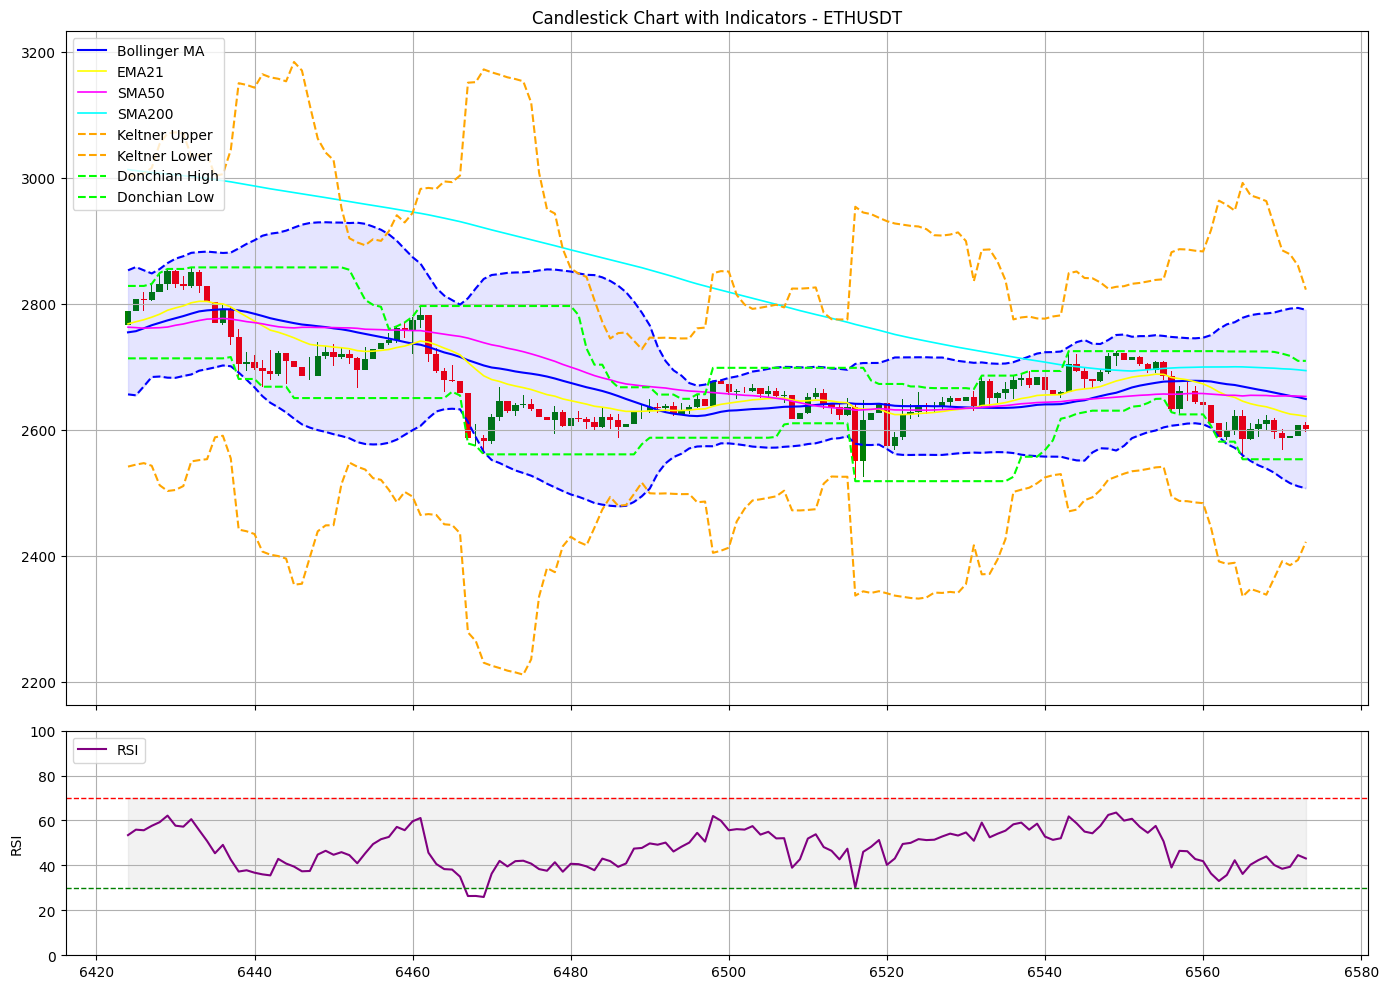 Candlestick Chart with Indicators - ETHUSDT
3200
3000
2800
2600
2400
2200
Bollinger MA
EMA21
SMA50
SMA200
Keltner Upper
Keltner Lower
Donchian High
Donchian Low
100
80
60
40
20
0
RSI
RSI
6420 6440 6460 6480 6500 6520 6540 6560 6580